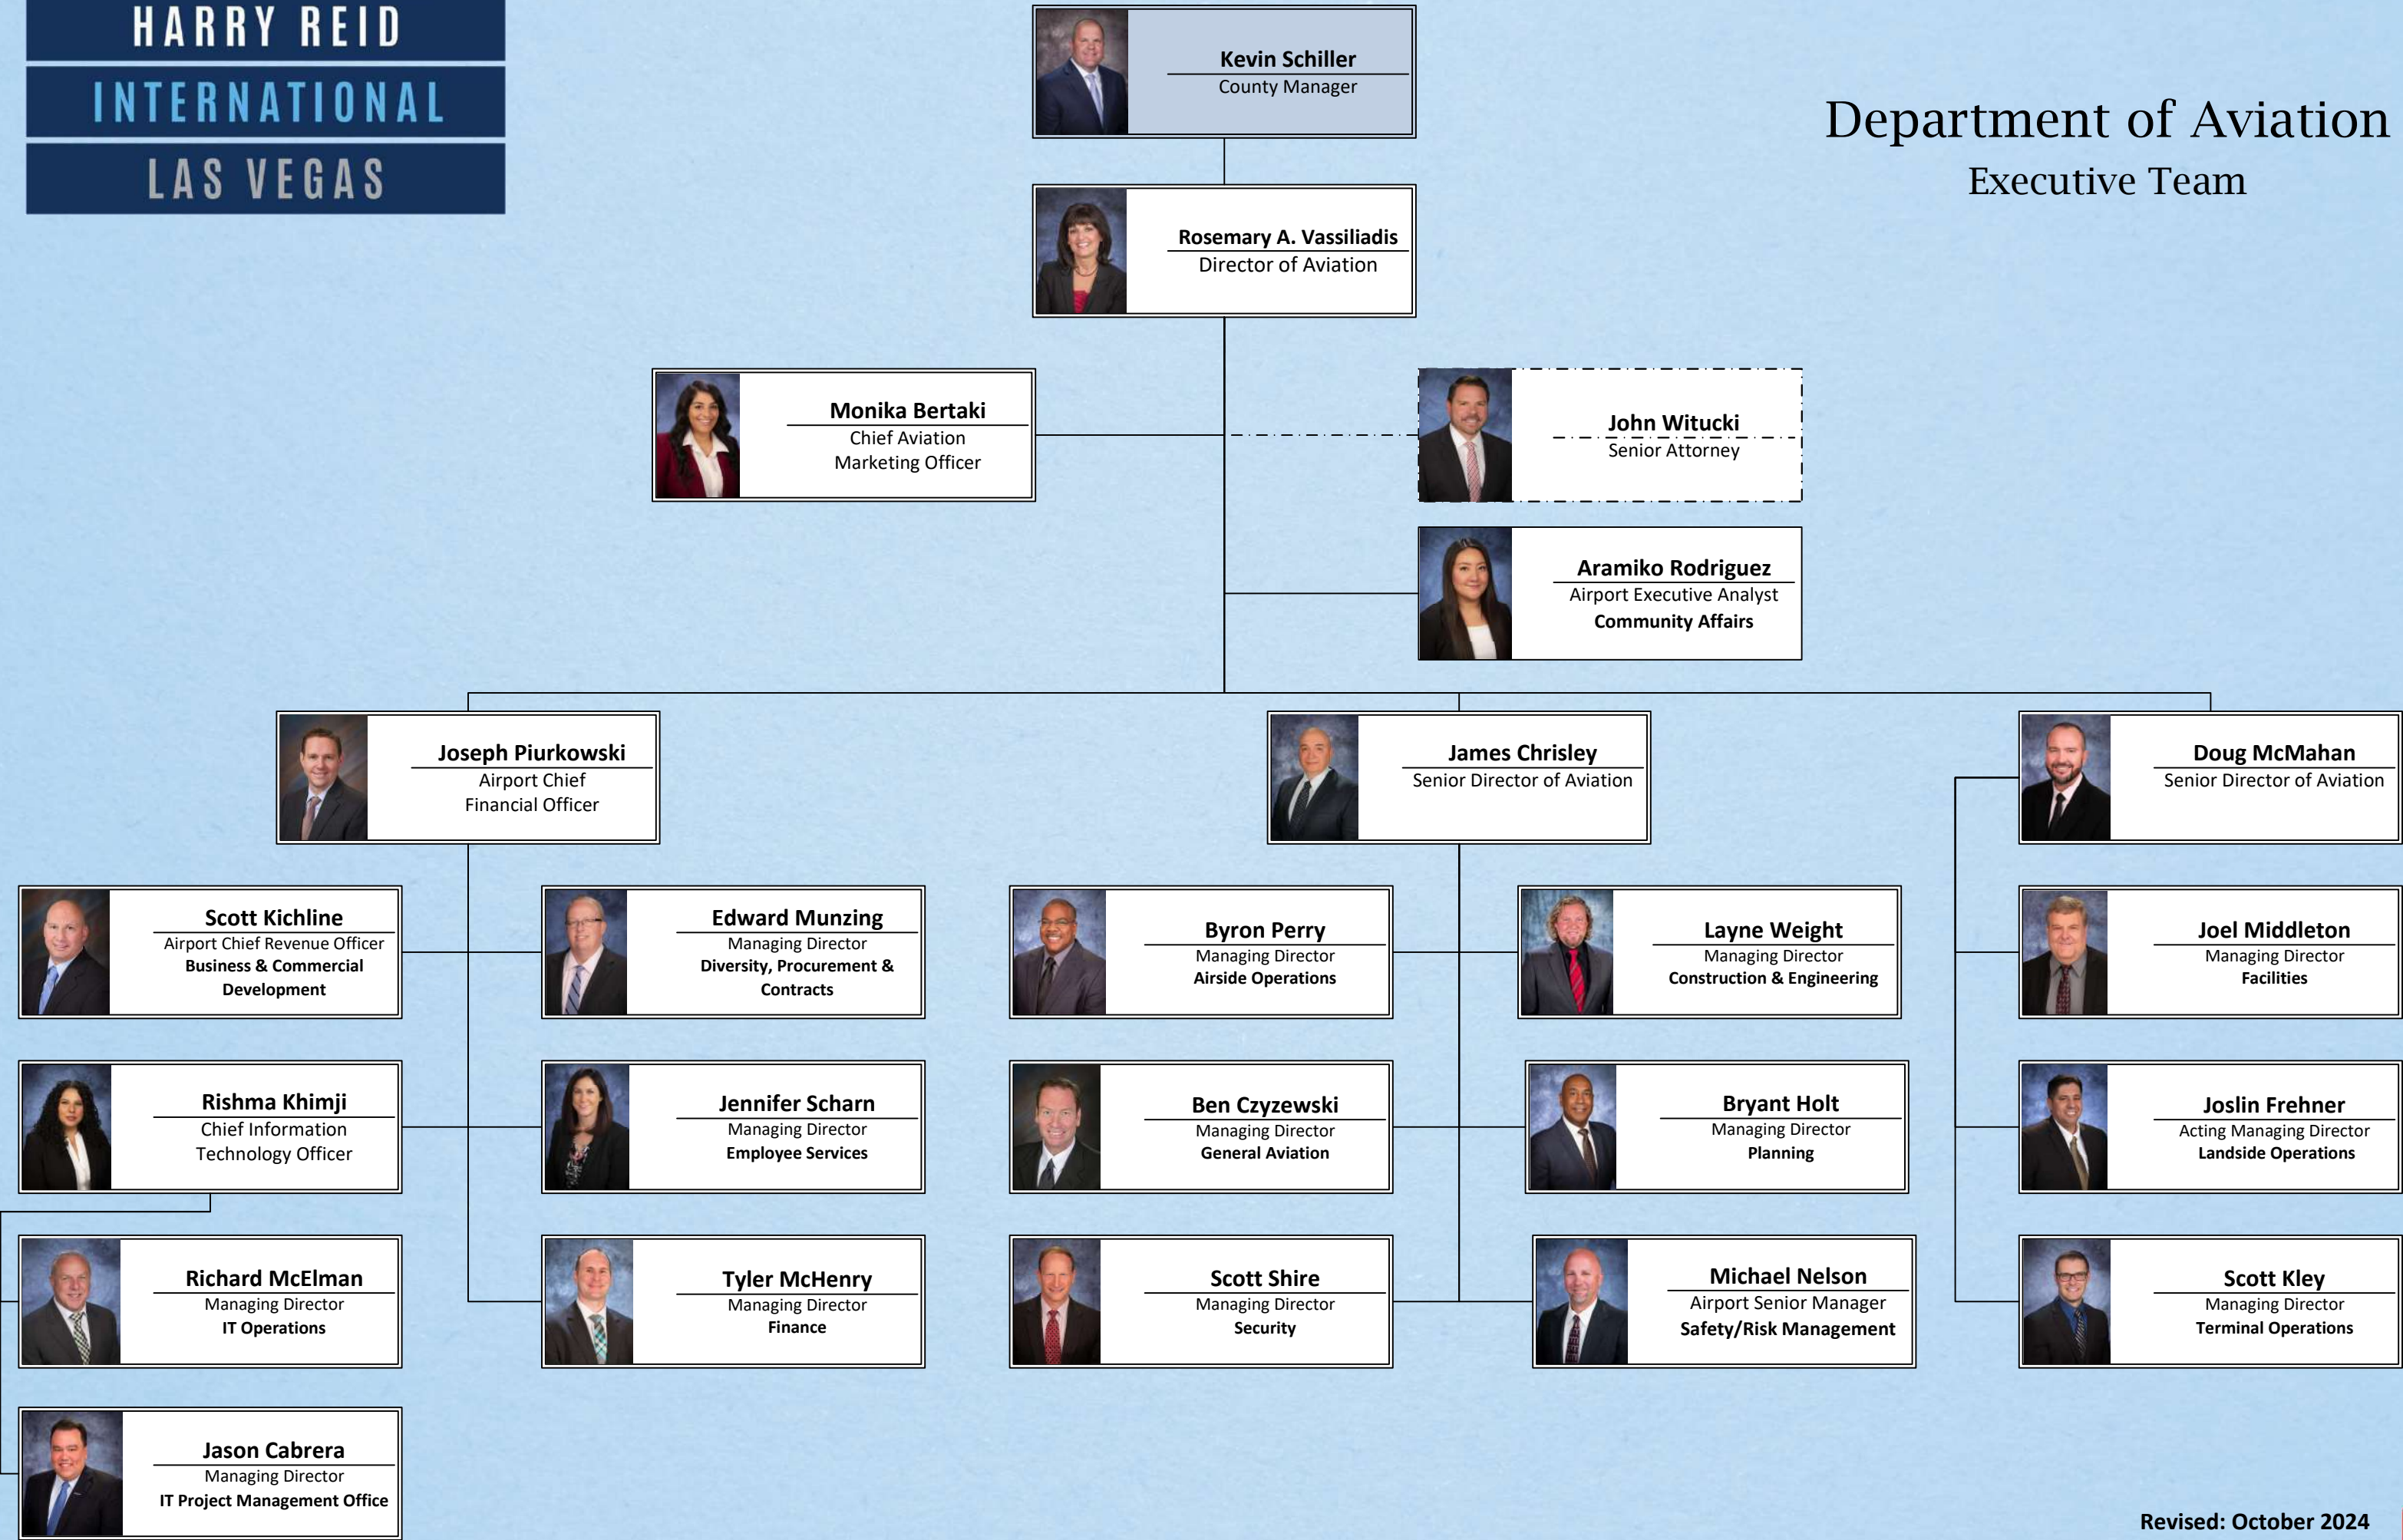 HARRY REID
INTERNATIONAL
LAS VEGAS
Department of Aviation
Executive Team
Kevin Schiller
County Manager
Rosemary A. Vassiliadis
Director of Aviation
Monika Bertaki
Chief Aviation
Marketing Officer
John Witucki
Senior Attorney
Aramiko Rodriguez
Airport Executive Analyst
Community Affairs
Joseph Piurkowski
Airport Chief
Financial Officer
James Chrisley
Senior Director of Aviation
Doug McMahan
Senior Director of Aviation
Scott Kichline
Airport Chief Revenue Officer
Business & Commercial
Development
Edward Munzing
Managing Director
Diversity, Procurement &
Contracts
Byron Perry
Managing Director
Airside Operations
Layne Weight
Managing Director
Construction & Engineering
Joel Middleton
Managing Director
Facilities
Rishma Khimji
Chief Information
Technology Officer
Jennifer Scharn
Managing Director
Employee Services
Ben Czyzewski
Managing Director
General Aviation
Bryant Holt
Managing Director
Planning
Joslin Frehner
Acting Managing Director
Landside Operations
Richard McElman
Managing Director
IT Operations
Tyler McHenry
Managing Director
Finance
Scott Shire
Managing Director
Security
Michael Nelson
Airport Senior Manager
Safety/Risk Management
Scott Kley
Managing Director
Terminal Operations
Jason Cabrera
Managing Director
IT Project Management Office
Revised: October 2024